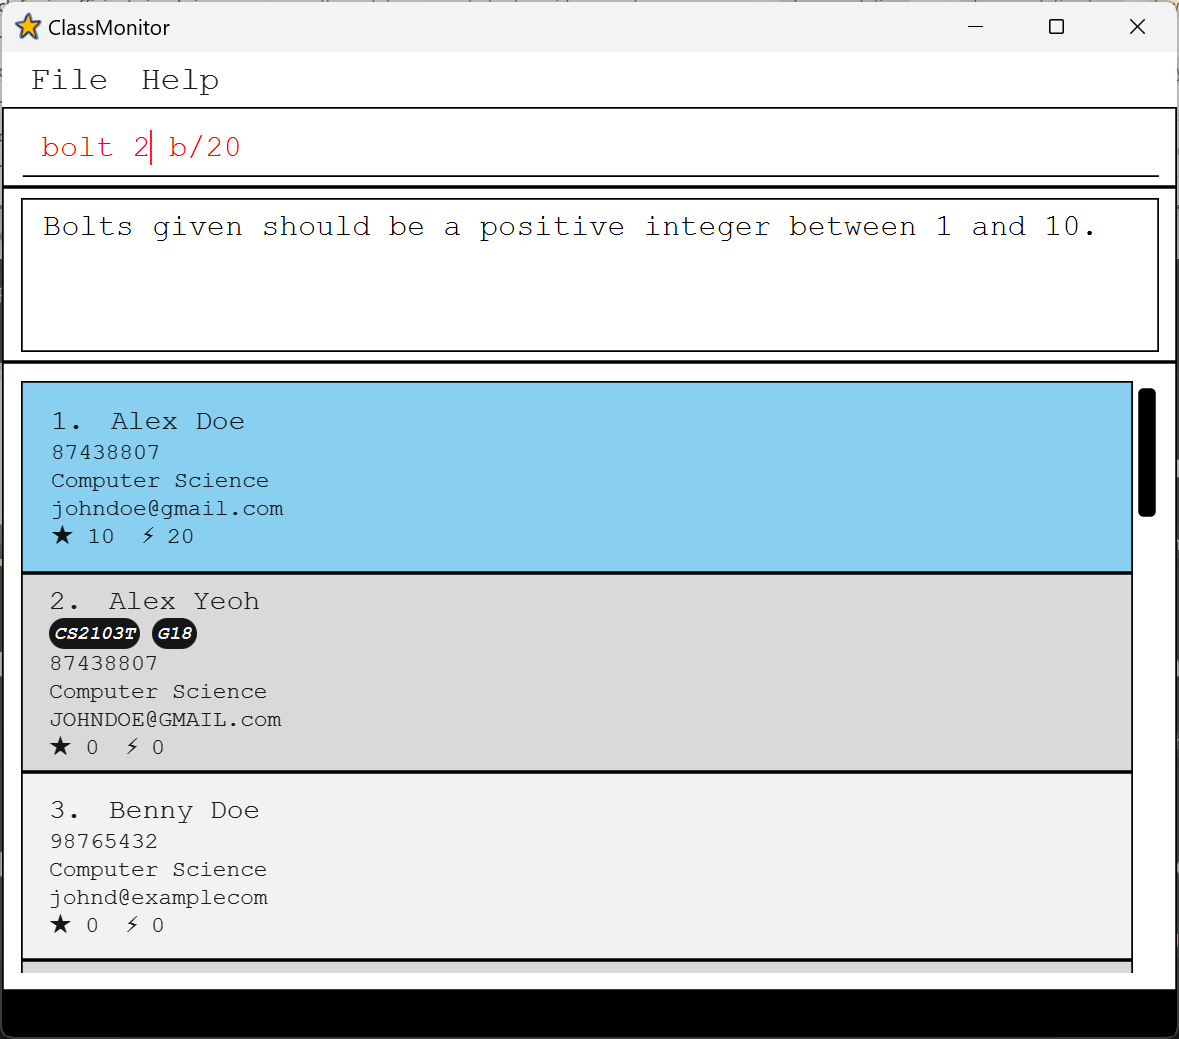 ClassMonitor
File Help
bolt 2 b/20
Bolts given should be a positive integer between 1 and 10.
1. Alex Doe
87438807
Computer Science
johndoe@gmail.com
★ 10 ⚡ 20
2. Alex Yeoh
CS2103T G18
87438807
Computer Science
JOHNDOE@GMAIL.com
★ 0 ⚡ 0
3. Benny Doe
98765432
Computer Science
johnd@examplecom
★ 0 ⚡ 0